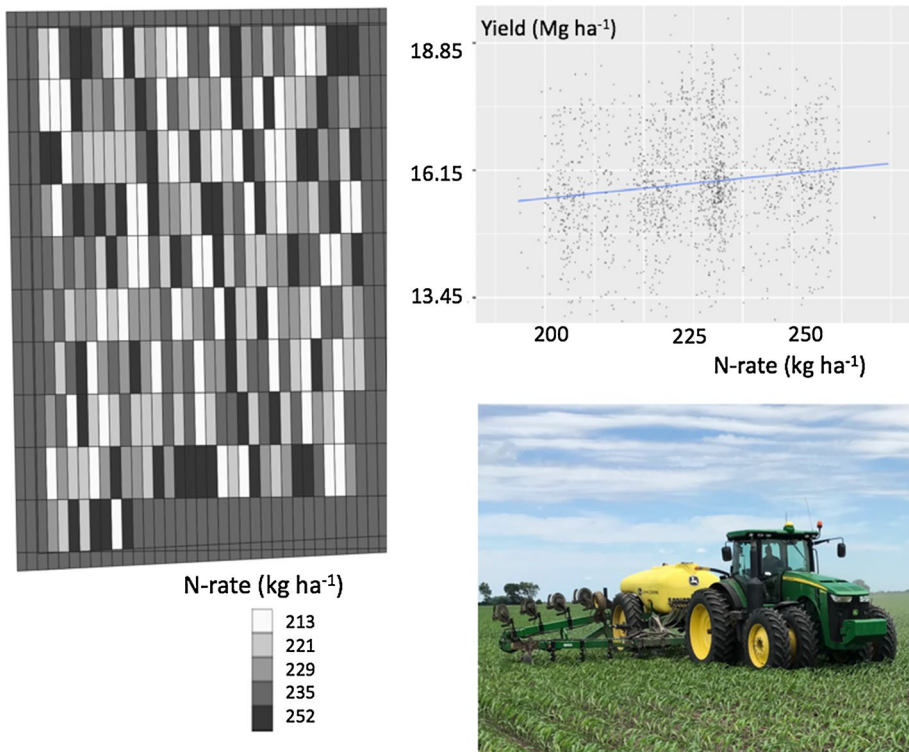 Yield (Mg ha⁻¹)
18.85
16.15
13.45
200 225 250
N-rate (kg ha⁻¹)
N-rate (kg ha⁻¹)
213
221
229
235
252